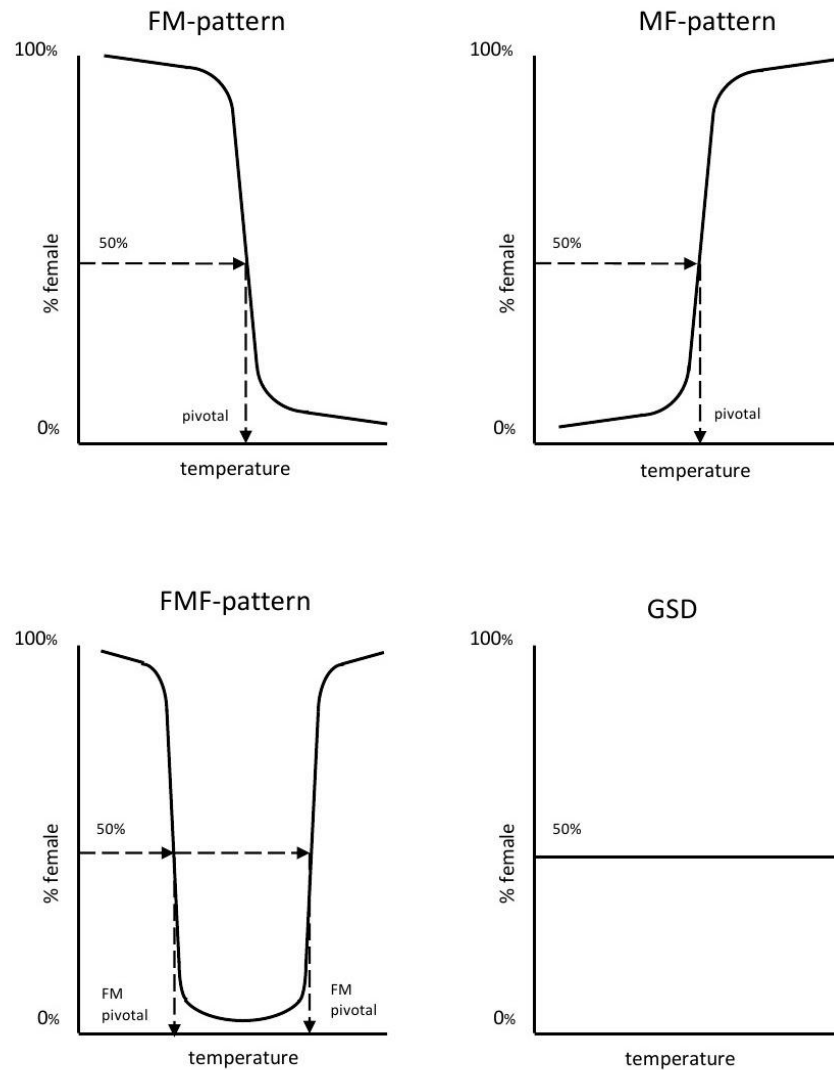 FM-pattern
100%
% female
50%
pivotal
0%
temperature
MF-pattern
100%
% female
50%
pivotal
0%
temperature
FMF-pattern
100%
% female
50%
FM
pivotal
FM
pivotal
0%
temperature
GSD
100%
% female
50%
0%
temperature